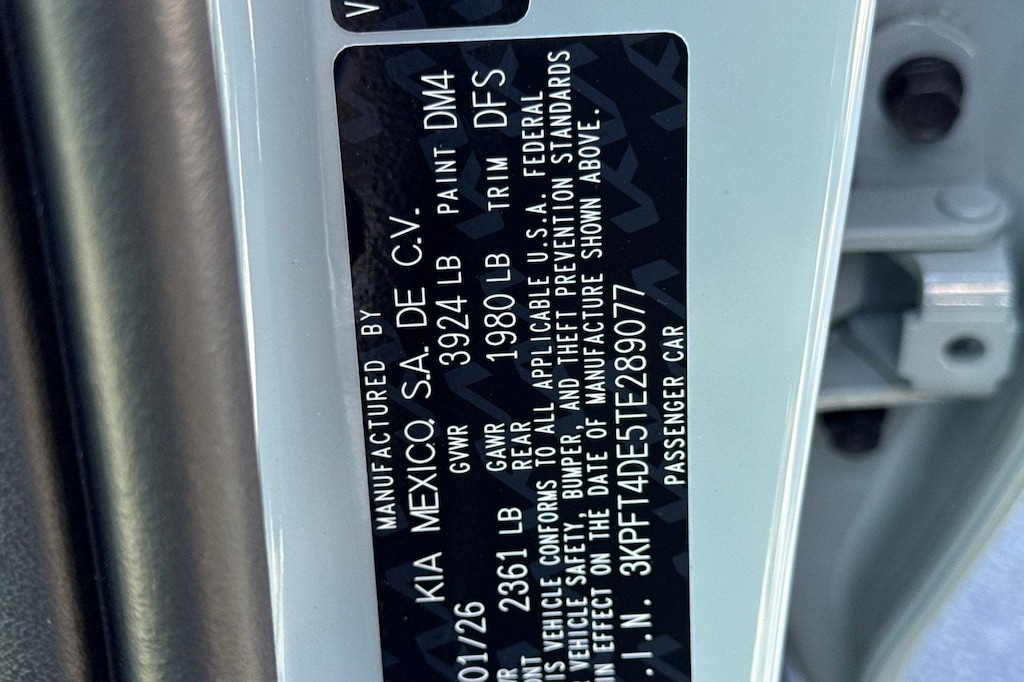 V
MANUFACTURED BY
KIA MEXICO, S.A. DE C.V.
01/26 GVWR 3924 LB PAINT DM4
WR 2361 LB GAWR 1980 LB TRIM DFS
ONT REAR
IS VEHICLE CONFORMS TO ALL APPLICABLE U.S.A. FEDERAL
VEHICLE SAFETY, BUMPER, AND THEFT PREVENTION STANDARDS
IN EFFECT ON THE DATE OF MANUFACTURE SHOWN ABOVE.
.I.N. 3KPFT4DE5TE289077
PASSENGER CAR